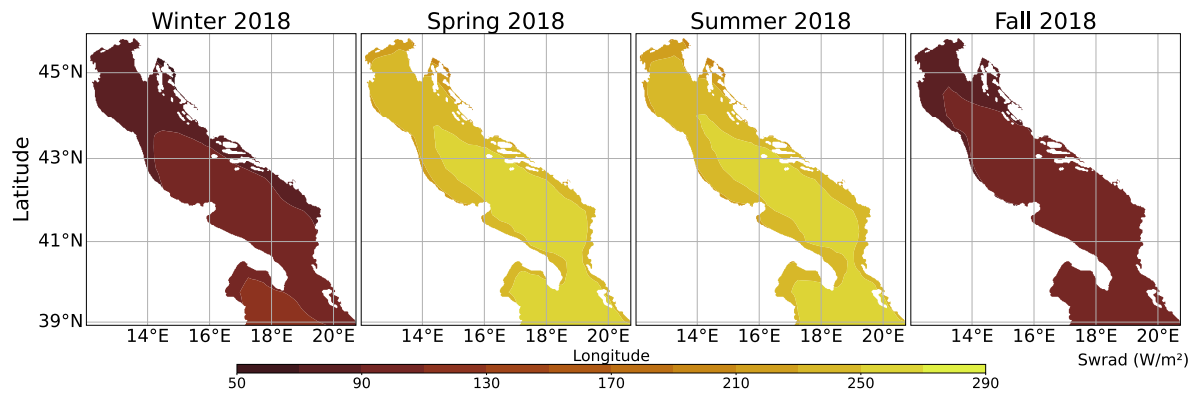 Winter 2018 Spring 2018 Summer 2018 Fall 2018
45°N
43°N
41°N
39°N
Latitude
14°E 16°E 18°E 20°E 14°E 16°E 18°E 20°E 14°E 16°E 18°E 20°E 14°E 16°E 18°E 20°E
Longitude
Swrad (W/m²)
50 90 130 170 210 250 290